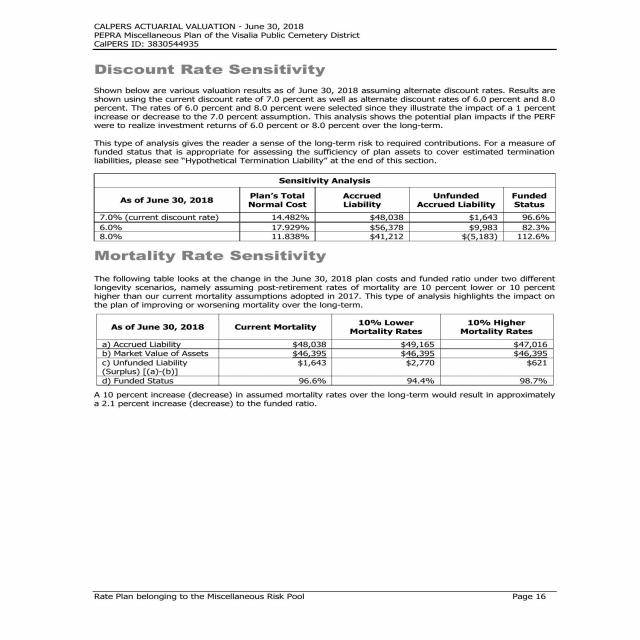 CALPERS ACTUARIAL VALUATION - June 30, 2018
PEPRA Miscellaneous Plan of the Visalia Public Cemetery District
CalPERS ID: 3830544935
Discount Rate Sensitivity
Shown below are various valuation results as of June 30, 2018 assuming alternate discount rates. Results are
shown using the current discount rate of 7.0 percent as well as alternate discount rates of 6.0 percent and 8.0
percent. The rates of 6.0 percent and 8.0 percent were selected since they illustrate the impact of a 1 percent
increase or decrease to the 7.0 percent assumption. This analysis shows the potential plan impacts if the PERF
were to realize investment returns of 6.0 percent or 8.0 percent over the long-term.
This type of analysis gives the reader a sense of the long-term risk to required contributions. For a measure of
funded status that is appropriate for assessing the sufficiency of plan assets to cover estimated termination
liabilities, please see "Hypothetical Termination Liability" at the end of this section.
Sensitivity Analysis
As of June 30, 2018 Plan's Total Normal Cost Accrued Liability Unfunded Accrued Liability Funded Status
7.0% (current discount rate) 14.482% $48,038 $1,643 96.6%
6.0% 17.929% $56,378 $9,983 82.3%
8.0% 11.838% $41,212 $(5,183) 112.6%
Mortality Rate Sensitivity
The following table looks at the change in the June 30, 2018 plan costs and funded ratio under two different
longevity scenarios, namely assuming post-retirement rates of mortality are 10 percent lower or 10 percent
higher than our current mortality assumptions adopted in 2017. This type of analysis highlights the impact on
the plan of improving or worsening mortality over the long-term.
As of June 30, 2018 Current Mortality 10% Lower Mortality Rates 10% Higher Mortality Rates
a) Accrued Liability $48,038 $49,165 $47,016
b) Market Value of Assets $46,395 $46,395 $46,395
c) Unfunded Liability (Surplus) [(a)-(b)] $1,643 $2,770 $621
d) Funded Status 96.6% 94.4% 98.7%
A 10 percent increase (decrease) in assumed mortality rates over the long-term would result in approximately
a 2.1 percent increase (decrease) to the funded ratio.
Rate Plan belonging to the Miscellaneous Risk Pool Page 16